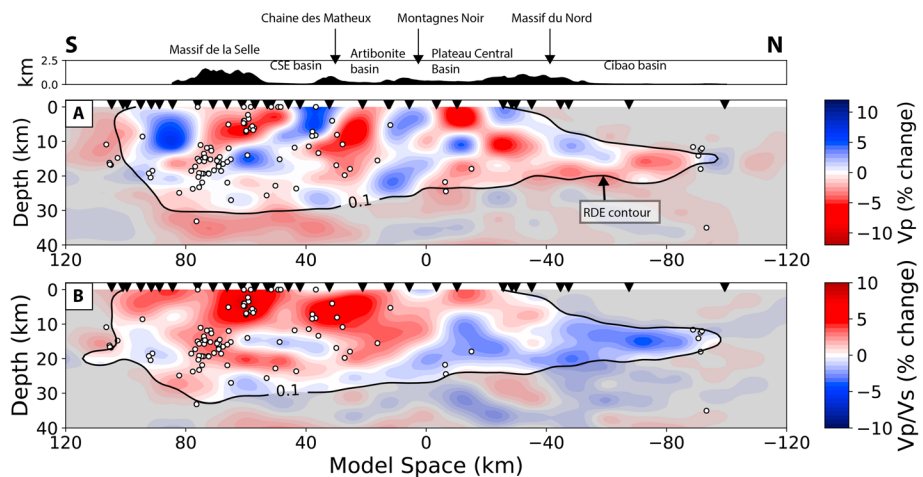 Chaine des Matheux
Montagnes Noir
Massif du Nord
S
N
Massif de la Selle
CSE basin
Artibonite
basin
Plateau Central
Basin
Cibao basin
2.5
0.0
km
A
0
10
20
30
40
Depth (km)
0.1
RDE contour
120
80
40
0
−40
−80
−120
10
5
0
−5
−10
Vp (% change)
B
0
10
20
30
40
Depth (km)
0.1
120
80
40
0
−40
−80
−120
Model Space (km)
10
5
0
−5
−10
Vp/Vs (% change)